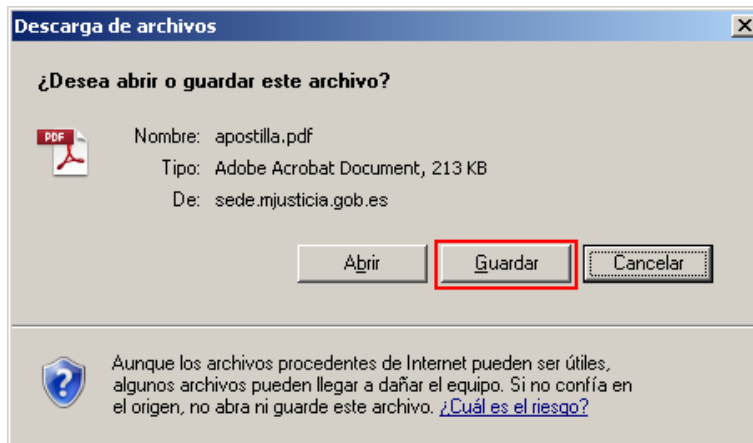 Descarga de archivos
¿Desea abrir o guardar este archivo?
PDF
Nombre: apostilla.pdf
Tipo: Adobe Acrobat Document, 213 KB
De: sede.mjusticia.gob.es
Abrir Guardar Cancelar
Aunque los archivos procedentes de Internet pueden ser útiles,
algunos archivos pueden llegar a dañar el equipo. Si no confía en
el origen, no abra ni guarde este archivo. ¿Cuál es el riesgo?